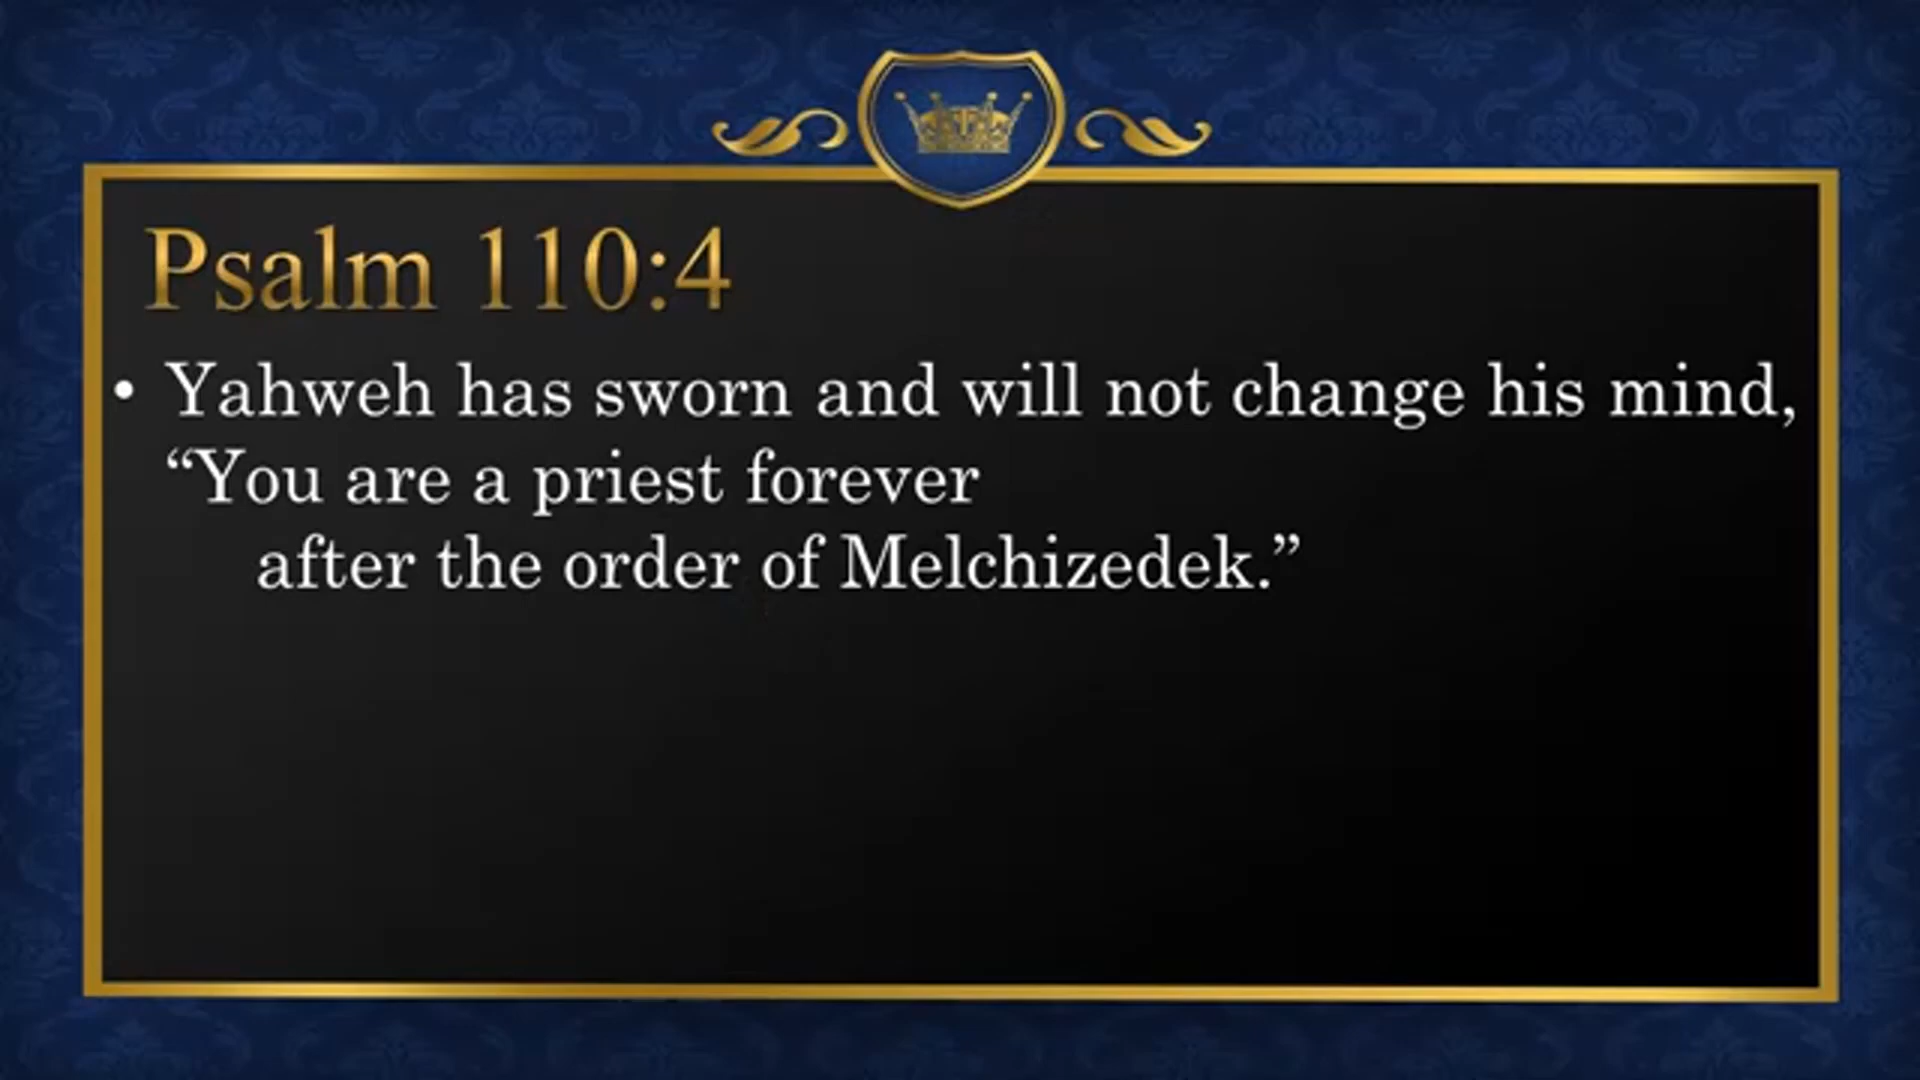 Psalm 110:4
• Yahweh has sworn and will not change his mind,
“You are a priest forever
after the order of Melchizedek.”